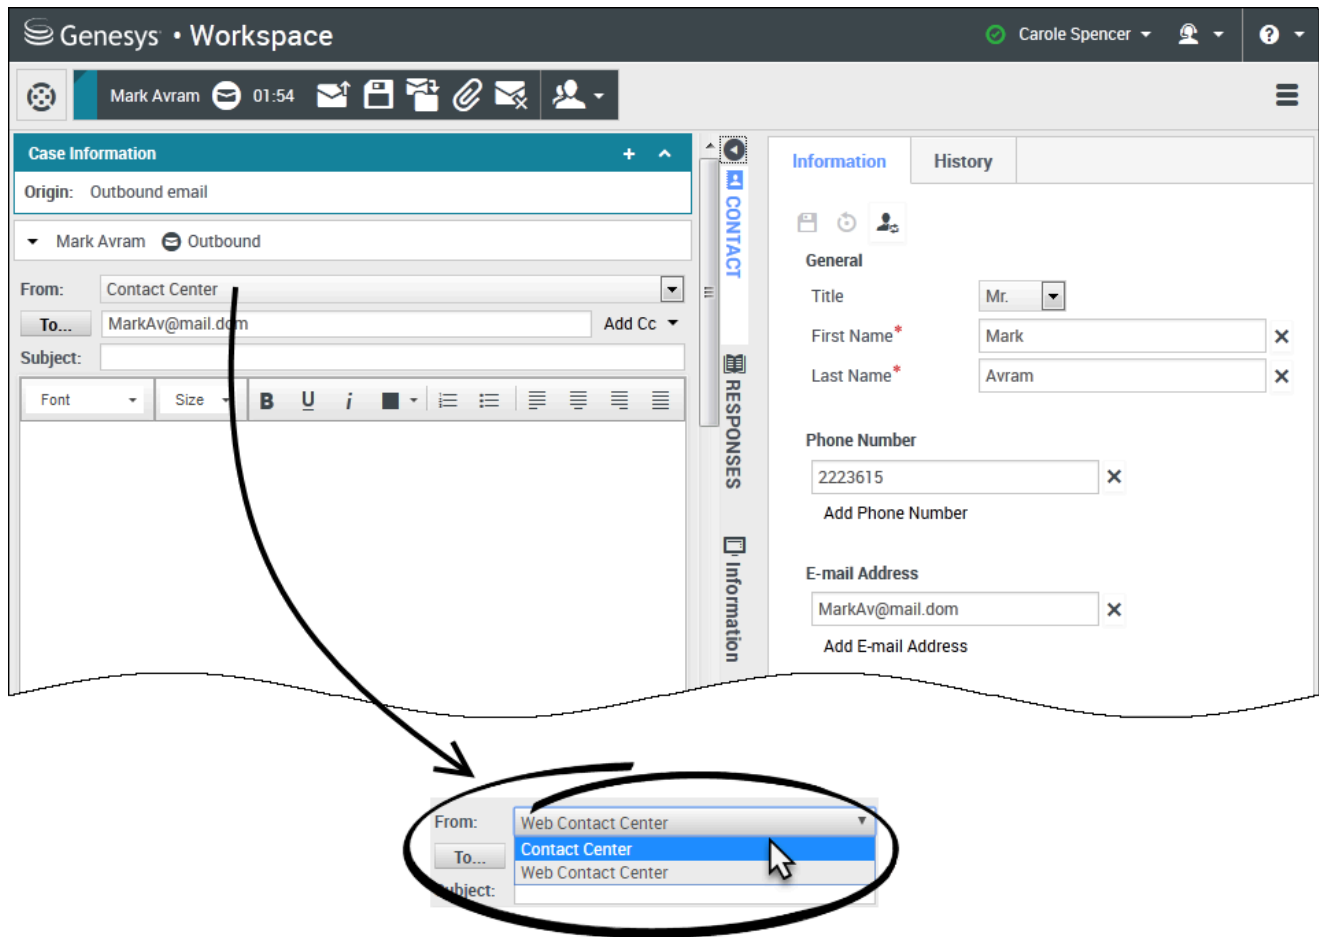 Genesys • Workspace
Carole Spencer
?
Mark Avram 01:54
Case Information +
Origin: Outbound email
Mark Avram Outbound
From: Contact Center
To... MarkAv@mail.dom Add Cc
Subject:
Font Size B U i
CONTACT
RESPONSES
Information
Information History
General
Title Mr.
First Name* Mark
Last Name* Avram
Phone Number
2223615
Add Phone Number
E-mail Address
MarkAv@mail.dom
Add E-mail Address
From: Web Contact Center
Contact Center
To...
Web Contact Center
Subject: